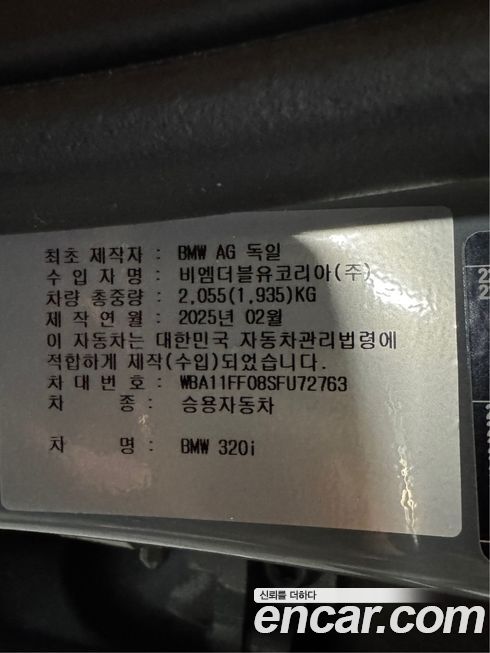 최초 제작자 : BMW AG 독일
수 입 자 명 : 비엠더블유코리아(주)
차량 총중량 : 2,055(1,935)KG
제 작 연 월 : 2025년 02월
이 자동차는 대한민국 자동차관리법령에
적합하게 제작(수입)되었습니다.
차 대 번 호 : WBA11FF08SFU72763
차 종 : 승용자동차
차 명 : BMW 320i
신뢰를 더하다
encar.com